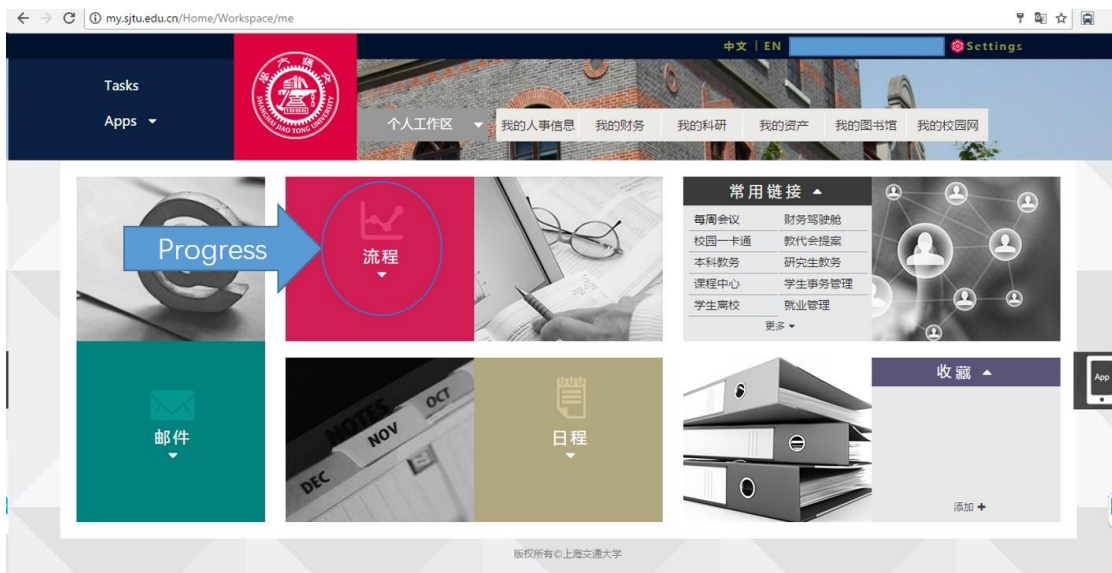 my.sjtu.edu.cn/Home/Workspace/me
中文 | EN
Settings
Tasks
Apps
SHANGHAI JIAO TONG UNIVERSITY
1896
个人工作区
我的人事信息
我的财务
我的科研
我的资产
我的图书馆
我的校园网
Progress
流程
常用链接
每周会议 财务驾驶舱
校园一卡通 教代会提案
本科教务 研究生教务
课程中心 学生事务管理
学生离校 就业管理
更多
邮件
NOTES
OCT
NOV
DEC
日程
收藏
添加
App
版权所有©上海交通大学